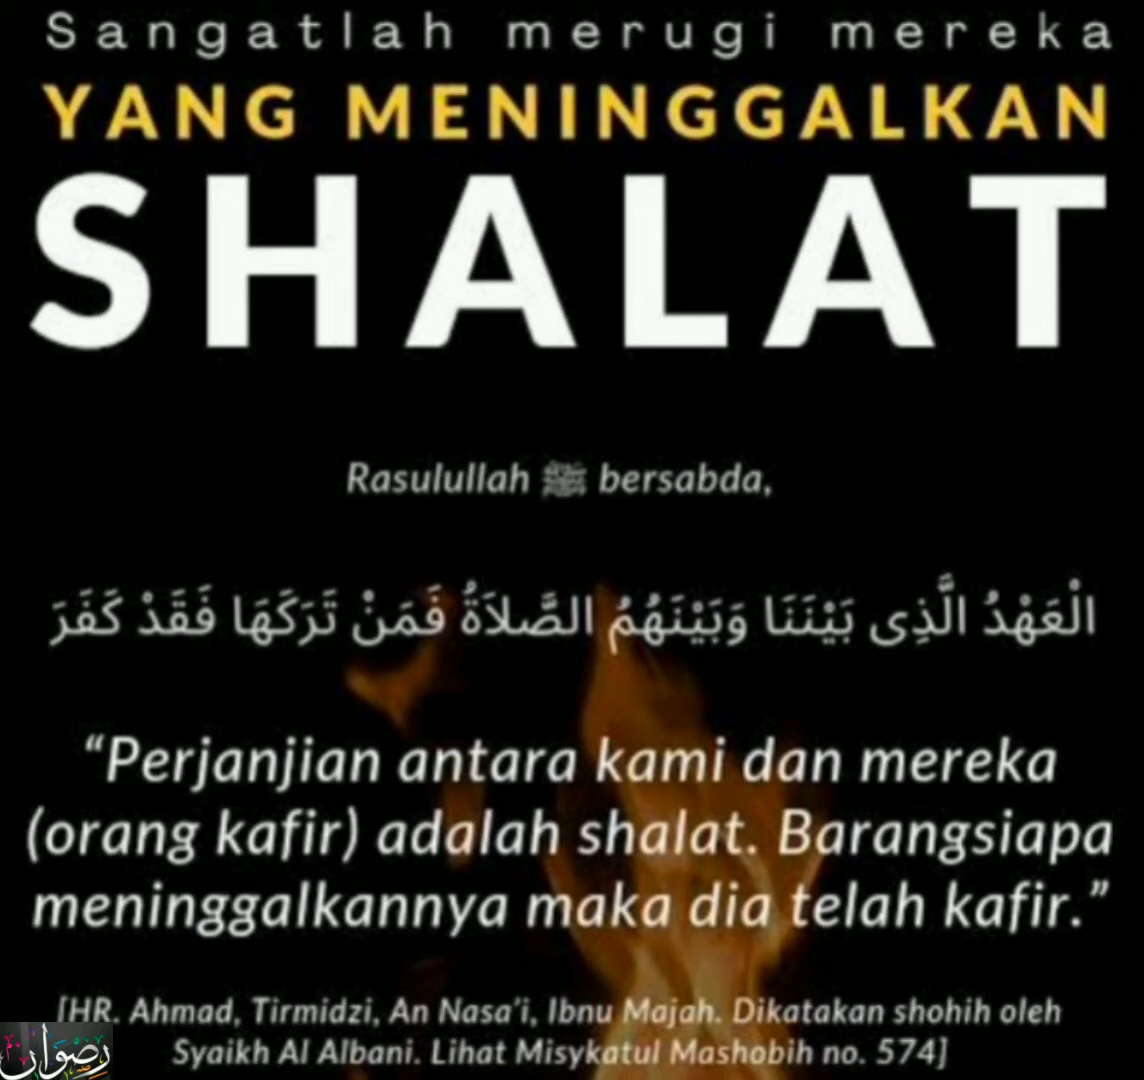 Sangatlah merugi mereka
YANG MENINGGALKAN
SHALAT
Rasulullah ﷺ bersabda,
الْعَهْدُ الَّذِى بَيْنَنَا وَبَيْنَهُمُ الصَّلاَةُ فَمَنْ تَرَكَهَا فَقَدْ كَفَرَ
“Perjanjian antara kami dan mereka
(orang kafir) adalah shalat. Barangsiapa
meninggalkannya maka dia telah kafir.”
[HR. Ahmad, Tirmidzi, An Nasa’i, Ibnu Majah. Dikatakan shohih oleh
Syaikh Al Albani. Lihat Misykatul Mashobih no. 574]
رضوان